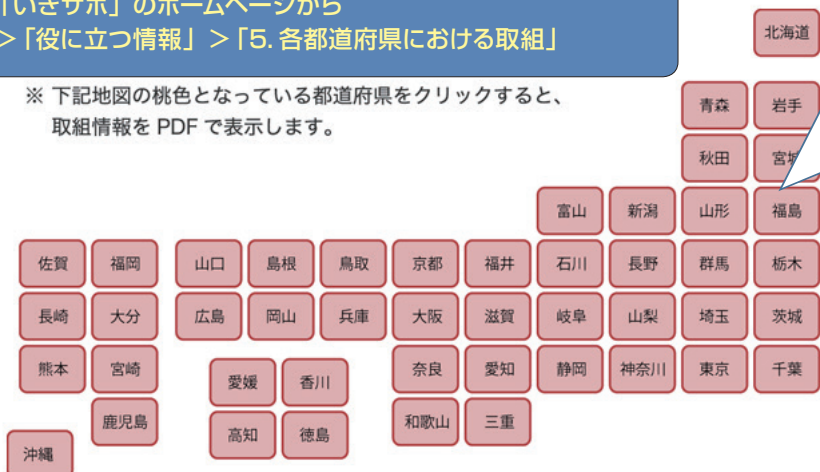 「いきサポ」のホームページから
>「役に立つ情報」>「5. 各都道府県における取組」
※ 下記地図の桃色となっている都道府県をクリックすると、
取組情報を PDF で表示します。
北海道
青森 岩手
秋田 宮城
富山 新潟 山形 福島
佐賀 福岡 山口 島根 鳥取 京都 福井 石川 長野 群馬 栃木
長崎 大分 広島 岡山 兵庫 大阪 滋賀 岐阜 山梨 埼玉 茨城
熊本 宮崎 愛媛 香川 奈良 愛知 静岡 神奈川 東京 千葉
鹿児島 高知 徳島 和歌山 三重
沖縄